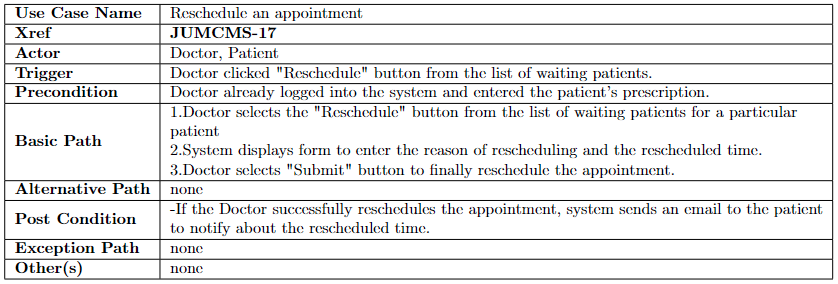 Use Case Name Reschedule an appointment
Xref JUMCMS-17
Actor Doctor, Patient
Trigger Doctor clicked "Reschedule" button from the list of waiting patients.
Precondition Doctor already logged into the system and entered the patient's prescription.
Basic Path
1.Doctor selects the "Reschedule" button from the list of waiting patients for a particular
patient
2.System displays form to enter the reason of rescheduling and the rescheduled time.
3.Doctor selects "Submit" button to finally reschedule the appointment.
Alternative Path none
Post Condition
-If the Doctor successfully reschedules the appointment, system sends an email to the patient
to notify about the rescheduled time.
Exception Path none
Other(s) none